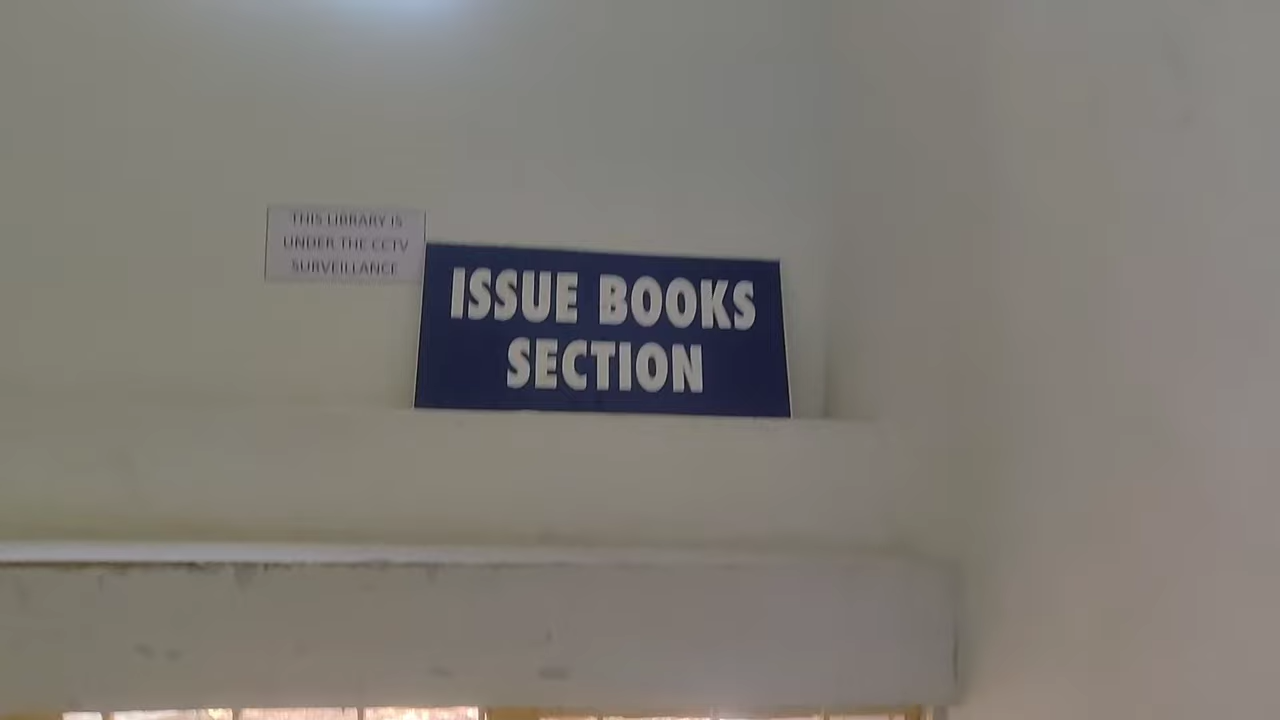 THIS LIBRARY IS
UNDER THE CCTV
SURVEILLANCE
ISSUE BOOKS
SECTION